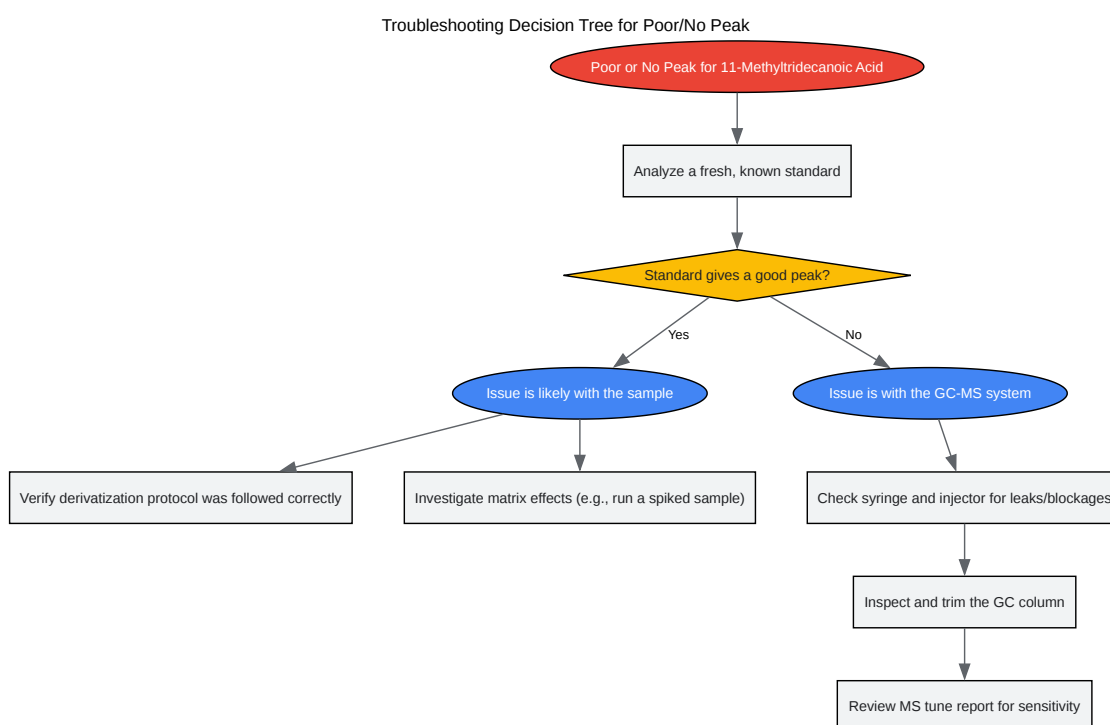 Troubleshooting Decision Tree for Poor/No Peak
Poor or No Peak for 11-Methyltridecanoic Acid
Analyze a fresh, known standard
Standard gives a good peak?
Yes
No
Issue is likely with the sample
Issue is with the GC-MS system
Verify derivatization protocol was followed correctly
Investigate matrix effects (e.g., run a spiked sample)
Check syringe and injector for leaks/blockages
Inspect and trim the GC column
Review MS tune report for sensitivity